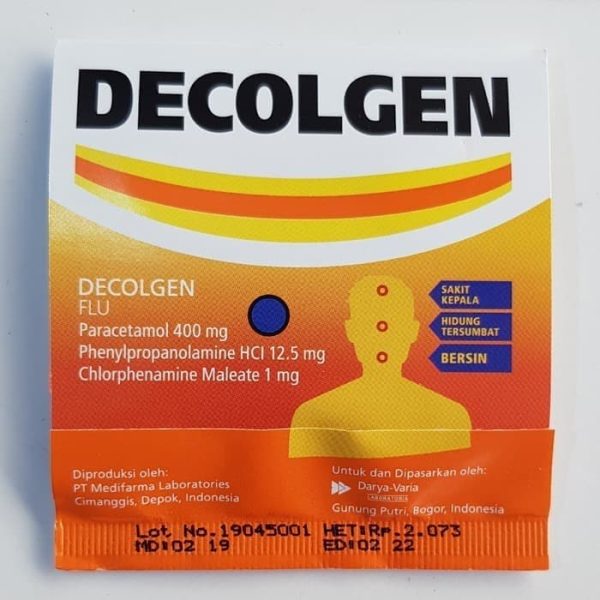 DECOLGEN
DECOLGEN
FLU
Paracetamol 400 mg
Phenylpropanolamine HCl 12.5 mg
Chlorphenamine Maleate 1 mg
SAKIT
KEPALA
HIDUNG
TERSUMBAT
BERSIN
Diproduksi oleh:
PT Medifarma Laboratories
Cimanggis, Depok, Indonesia
Untuk dan Dipasarkan oleh:
Darya-Varia
LABORATORIA
Gunung Putri, Bogor, Indonesia
Lot No.19045001 HET:Rp.2.073
MD:02 19 ED:02 22